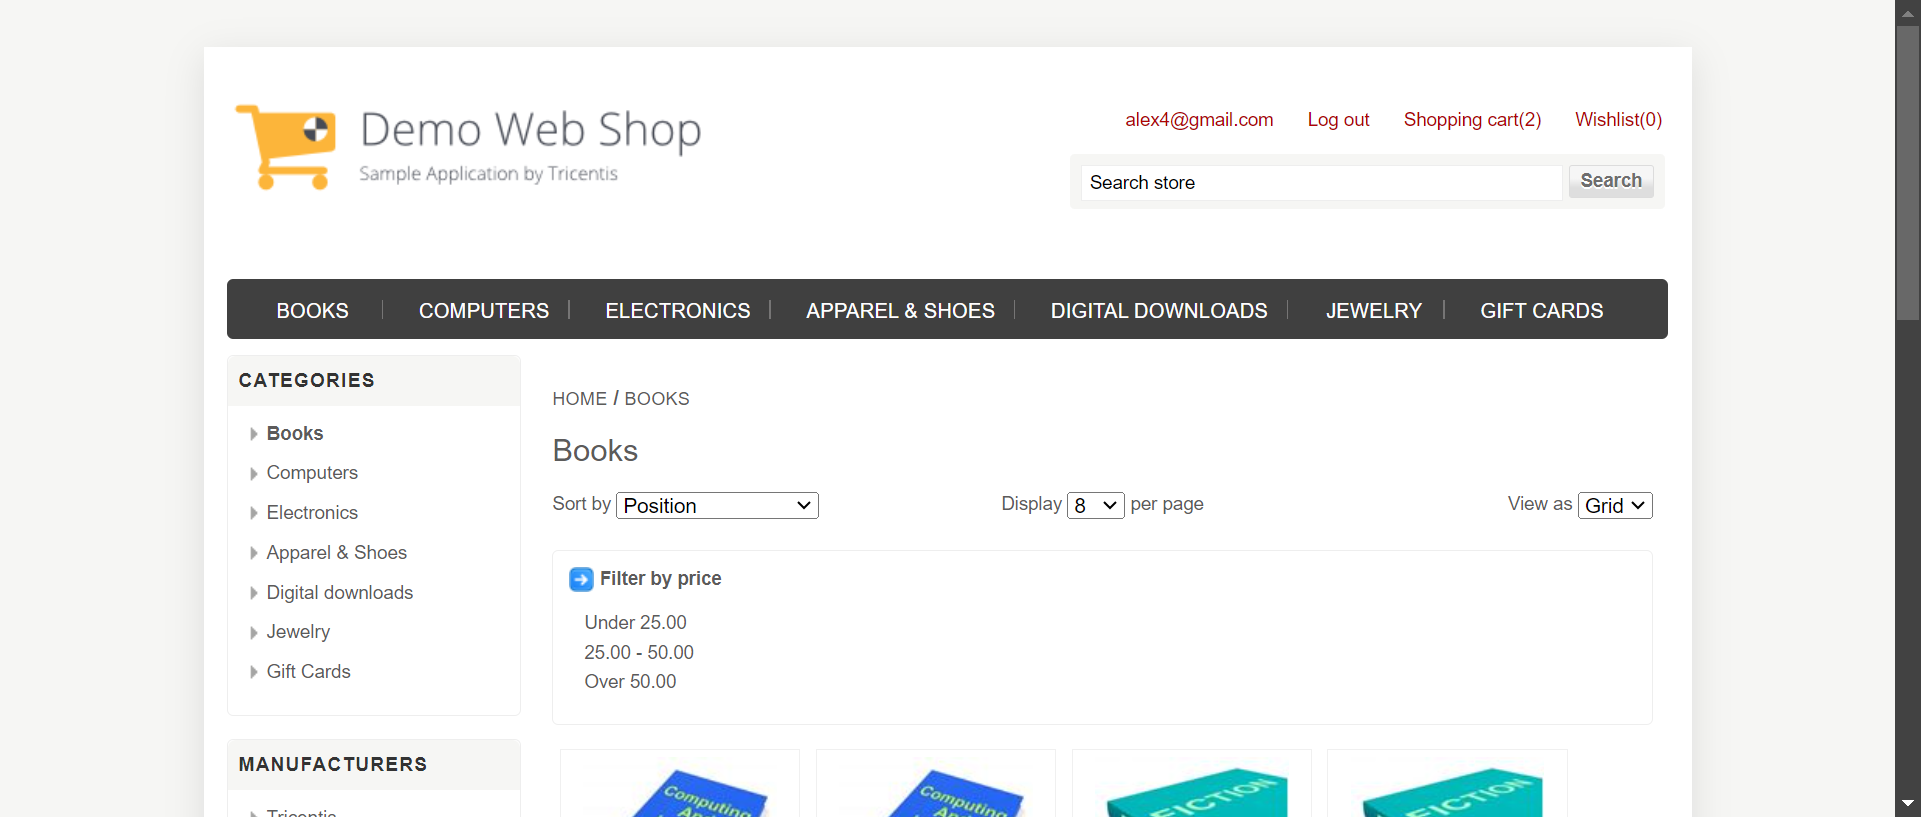 Demo Web Shop
Sample Application by Tricentis
alex4@gmail.com Log out Shopping cart(2) Wishlist(0)
Search store Search
BOOKS COMPUTERS ELECTRONICS APPAREL & SHOES DIGITAL DOWNLOADS JEWELRY GIFT CARDS
CATEGORIES
Books
Computers
Electronics
Apparel & Shoes
Digital downloads
Jewelry
Gift Cards
MANUFACTURERS
Tricentis
HOME / BOOKS
Books
Sort by Position Display 8 per page View as Grid
Filter by price
Under 25.00
25.00 - 50.00
Over 50.00
Computing And
Computing And
FICTION
FICTION